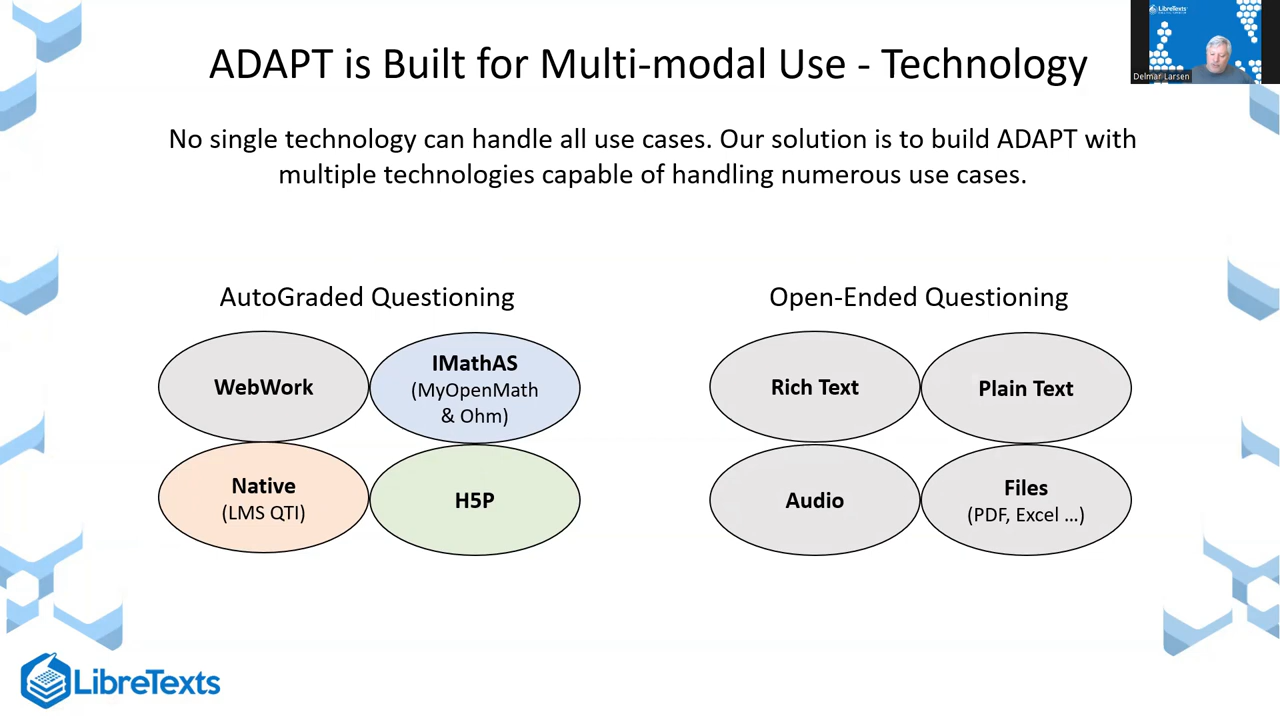 ADAPT is Built for Multi-modal Use - Technology
LibreTexts
Delmar Larsen
No single technology can handle all use cases. Our solution is to build ADAPT with
multiple technologies capable of handling numerous use cases.
AutoGraded Questioning
WebWork
IMathAS
(MyOpenMath
& Ohm)
Native
(LMS QTI)
H5P
Open-Ended Questioning
Rich Text
Plain Text
Audio
Files
(PDF, Excel ...)
LibreTexts